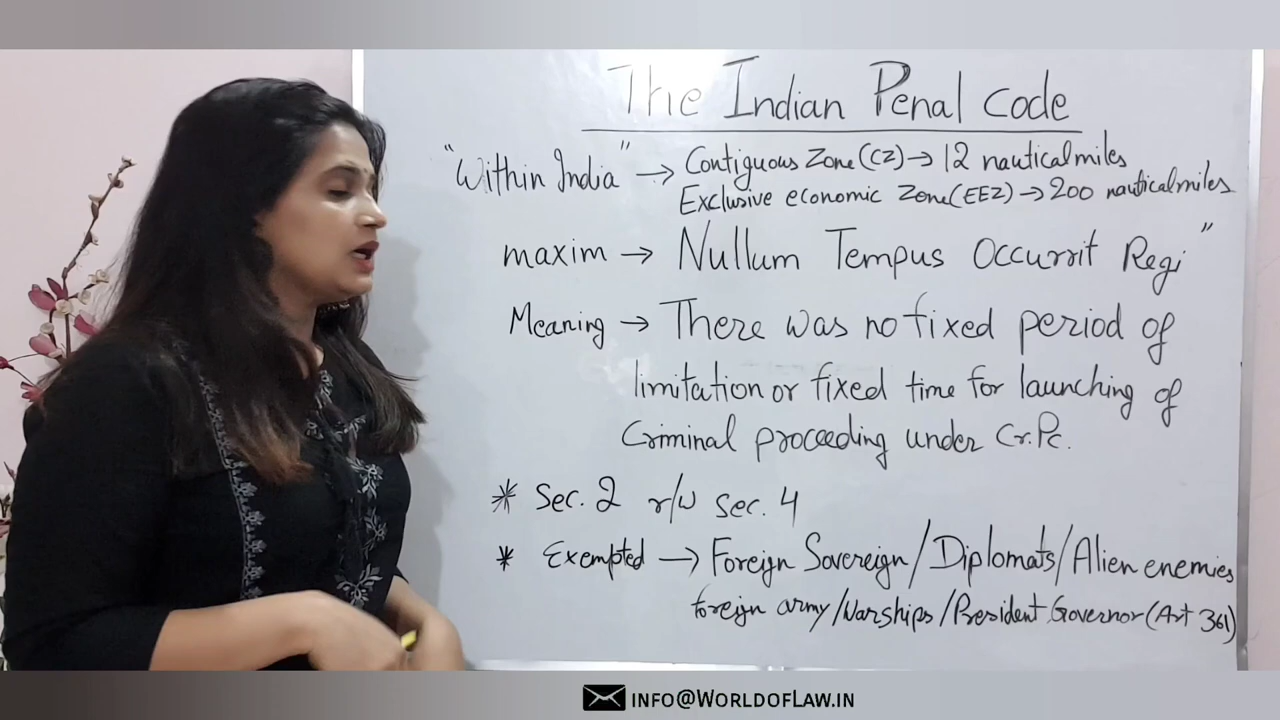 The Indian Penal Code
"Within India" → Contiguous Zone (CZ) → 12 nautical miles
Exclusive economic Zone (EEZ) → 200 nautical miles
maxim → Nullum Tempus Occurrit Regi"
Meaning → There was no fixed period of
limitation or fixed time for launching of
Criminal proceeding under Cr.Pc.
* Sec. 2 r/w Sec. 4
* Exempted → Foreign Sovereign/Diplomats/Alien enemies
foreign army/Warships/President Governor (Art 361)
INFO@WORLDOFLAW.IN